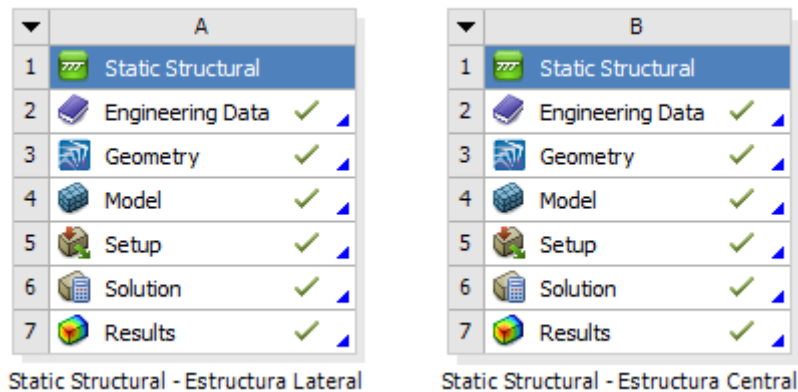 A
1 Static Structural
2 Engineering Data
3 Geometry
4 Model
5 Setup
6 Solution
7 Results
Static Structural - Estructura Lateral
B
1 Static Structural
2 Engineering Data
3 Geometry
4 Model
5 Setup
6 Solution
7 Results
Static Structural - Estructura Central